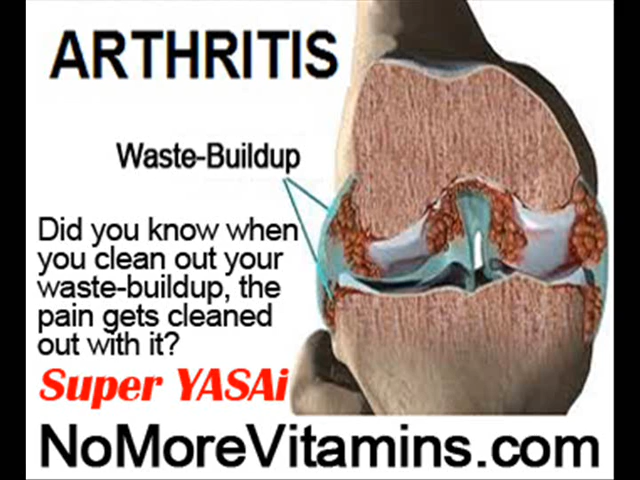 ARTHRITIS
Waste-Buildup
Did you know when
you clean out your
waste-buildup, the
pain gets cleaned
out with it?
Super YASAi
NoMoreVitamins.com